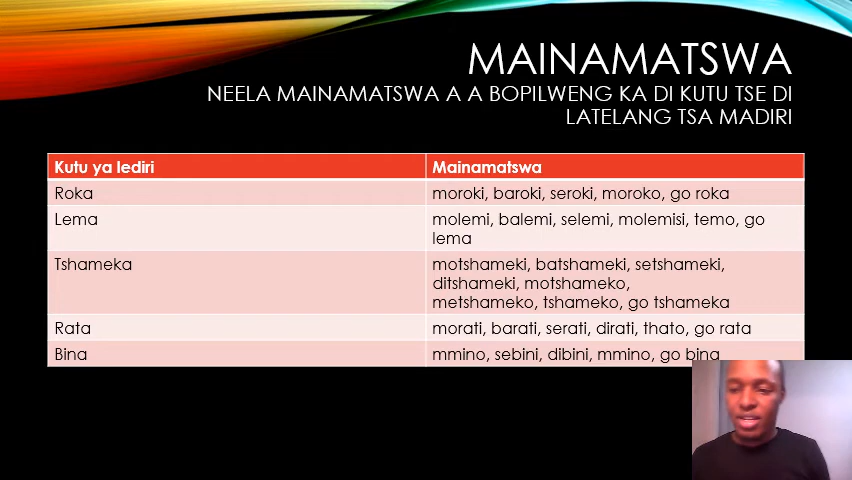 MAINAMATSWA
NEELA MAINAMATSWA A A BOPILWENG KA DI KUTU TSE DI
LATELANG TSA MADIRI
Kutu ya lediri
Mainamatswa
Roka
moroki, baroki, seroki, moroko, go roka
Lema
molemi, balemi, selemi, molemisi, temo, go
lema
Tshameka
motshameki, batshameki, setshameki,
ditshameki, motshameko,
metshameko, tshameko, go tshameka
Rata
morati, barati, serati, dirati, thato, go rata
Bina
mmino, sebini, dibini, mmino, go bina